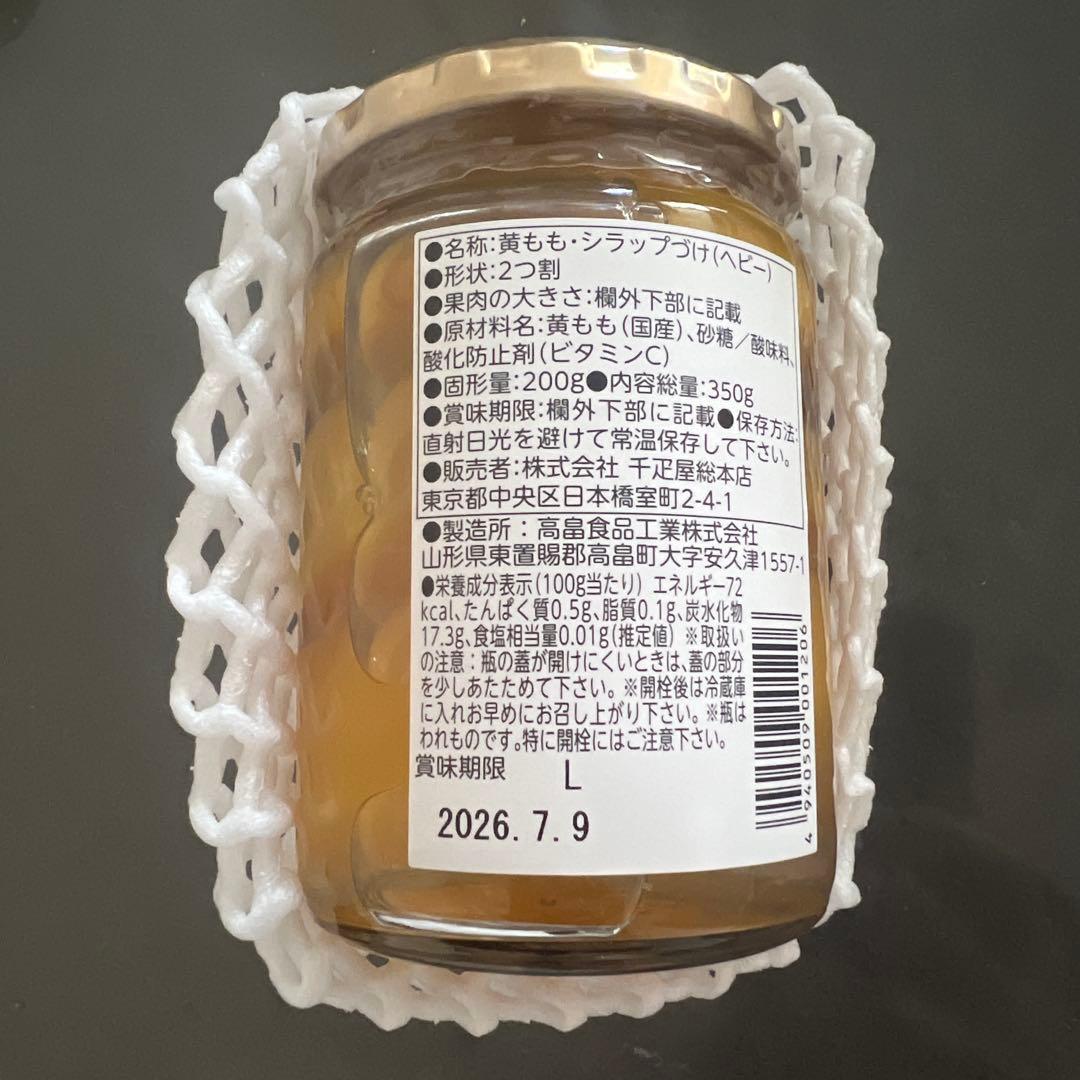 ●名称:黄もも・シラップづけ(ヘビー)
●形状:2つ割
●果肉の大きさ:欄外下部に記載
●原材料名:黄もも(国産)、砂糖/酸味料、
酸化防止剤(ビタミンC)
●固形量:200g●内容総量:350g
●賞味期限:欄外下部に記載●保存方法:
直射日光を避けて常温保存して下さい。
●販売者:株式会社 千疋屋総本店
東京都中央区日本橋室町2-4-1
●製造所:高畠食品工業株式会社
山形県東置賜郡高畠町大字安久津1557-1
●栄養成分表示(100g当たり) エネルギー72
kcal、たんぱく質0.5g、脂質0.1g、炭水化物
17.3g、食塩相当量0.01g(推定値) ※取扱い
の注意:瓶の蓋が開けにくいときは、蓋の部分
を少しあたためて下さい。※開栓後は冷蔵庫
に入れお早めにお召し上がり下さい。※瓶は
われものです。特に開栓にはご注意下さい。
賞味期限 L
2026.7.9
4 940509 001206